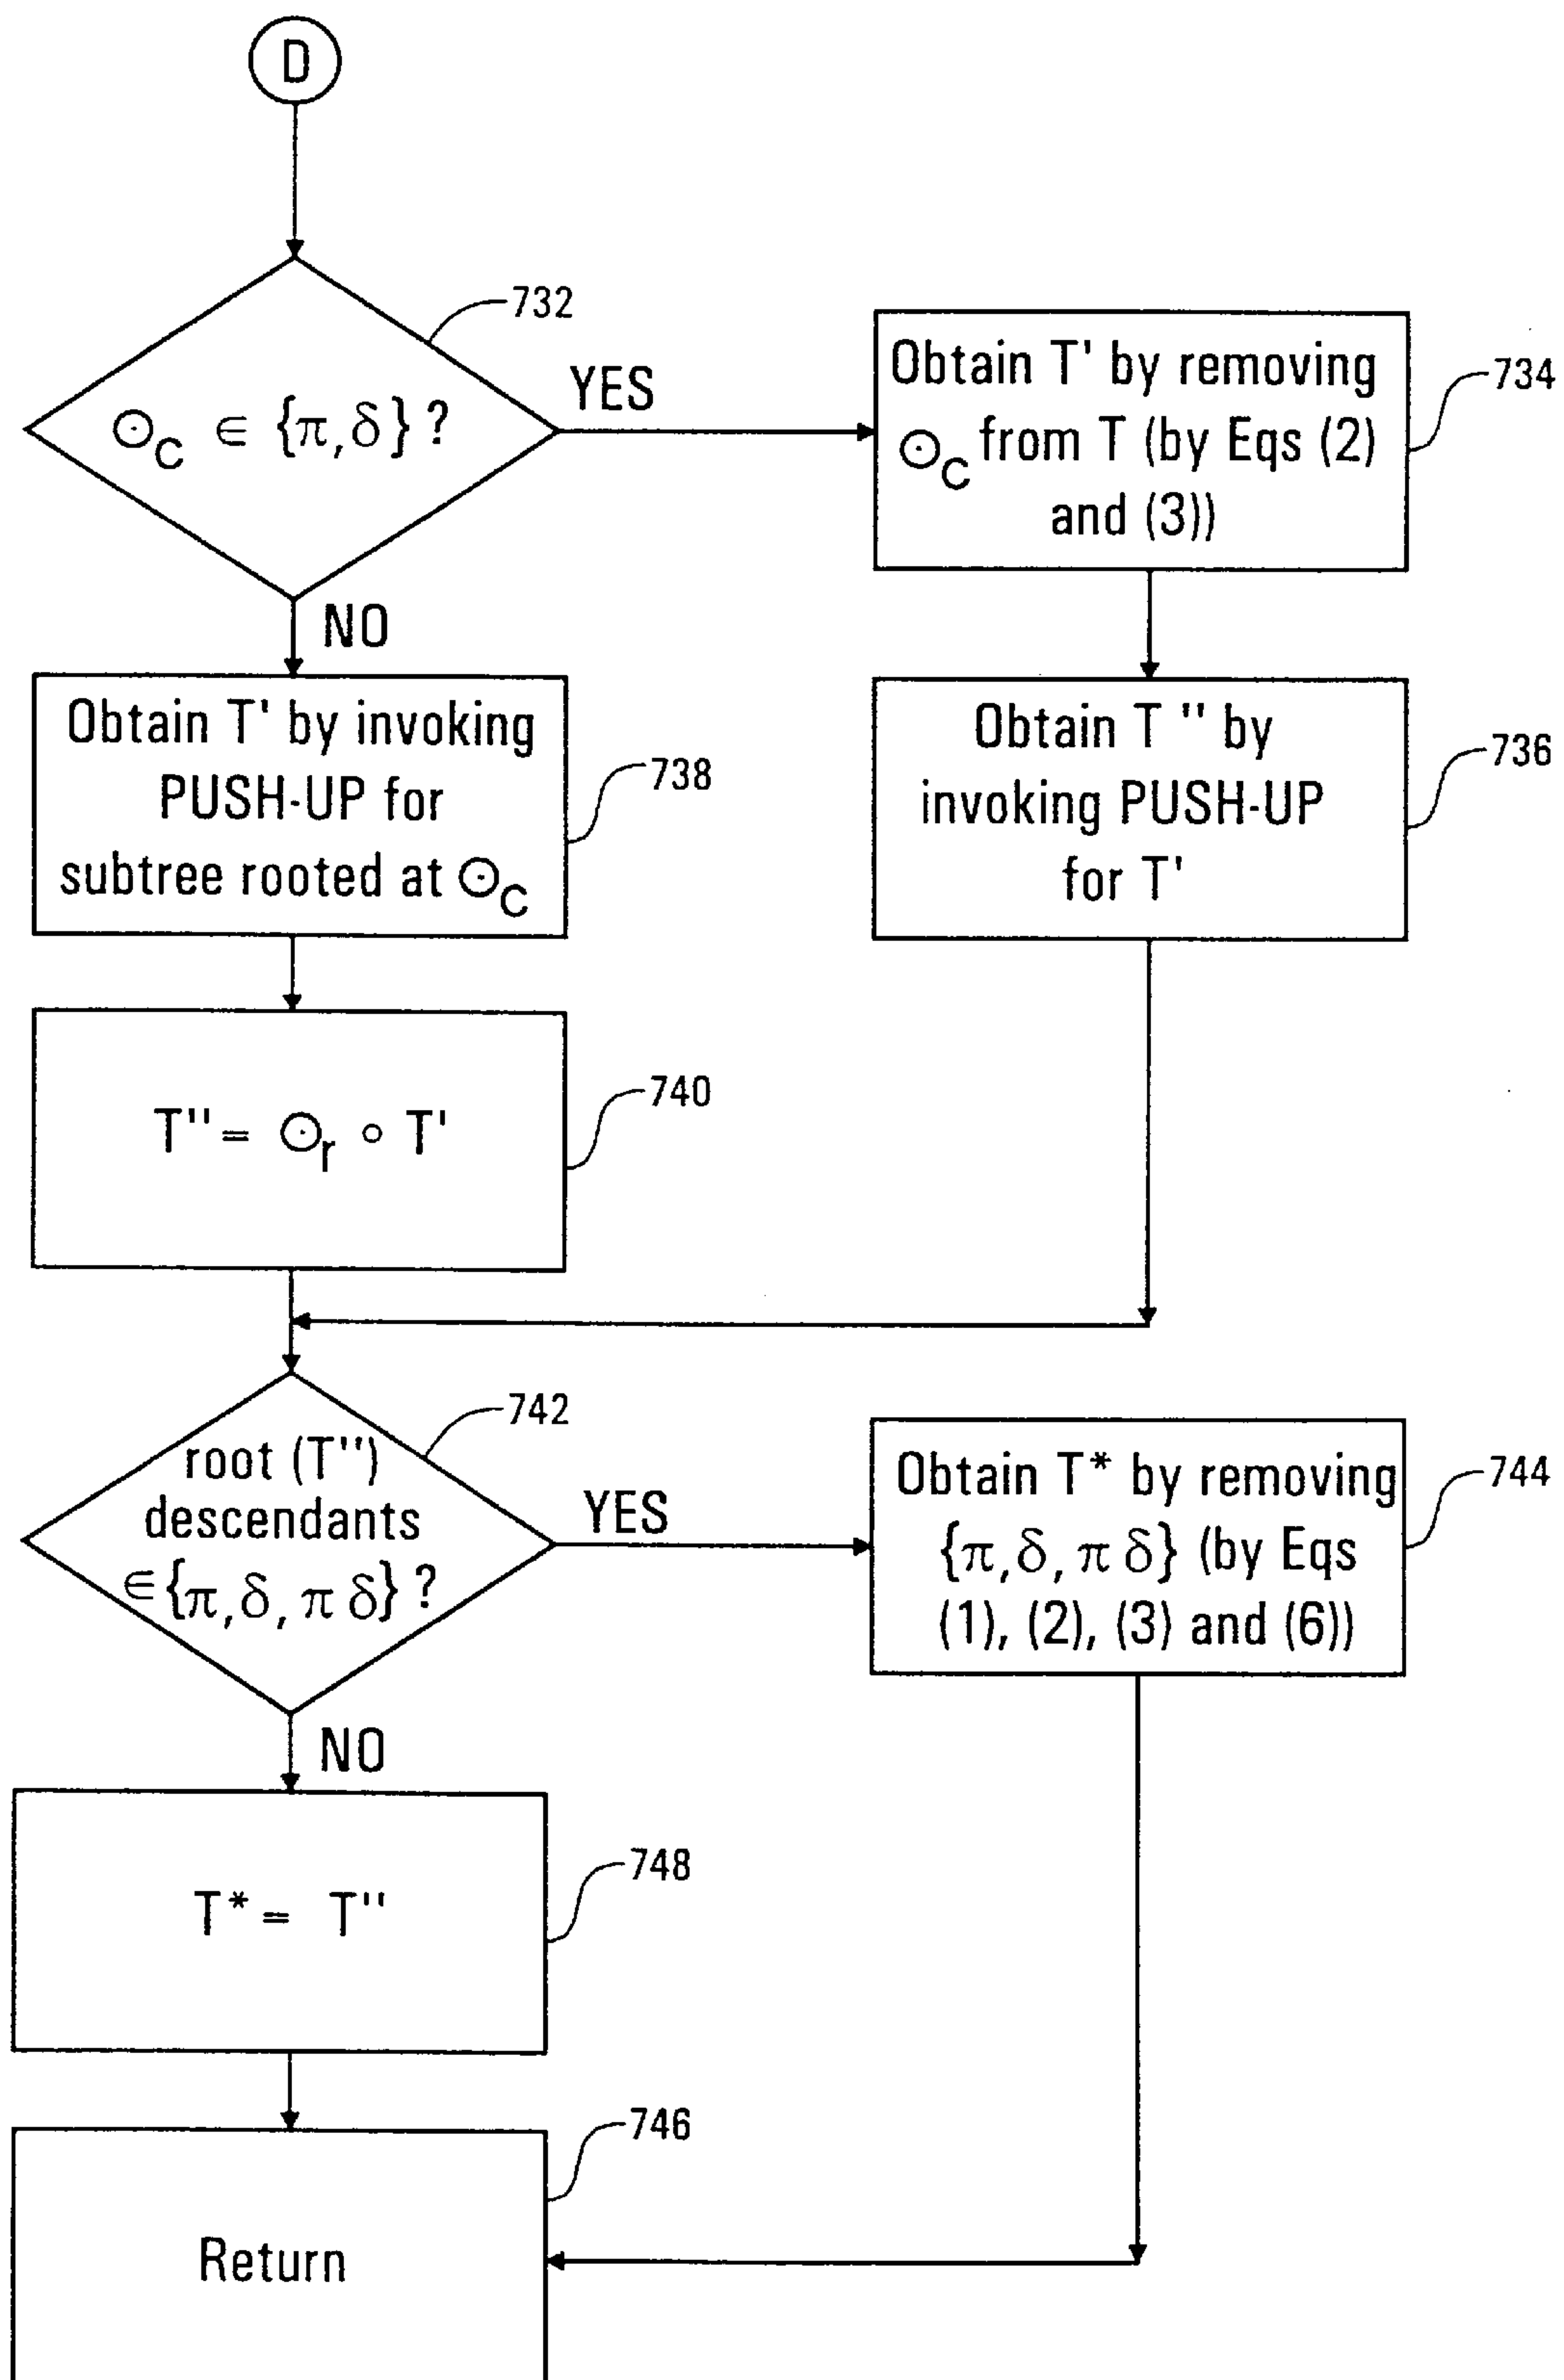 D
732
⊙C ∈ {π,δ} ?
YES
Obtain T' by removing
⊙C from T (by Eqs (2)
and (3))
734
NO
Obtain T' by invoking
PUSH-UP for
subtree rooted at ⊙C
738
Obtain T '' by
invoking PUSH-UP
for T'
736
T''= ⊙r ∘ T'
740
742
root (T'')
descendants
∈{π,δ, π δ} ?
YES
Obtain T* by removing
{π,δ, π δ} (by Eqs
(1), (2), (3) and (6))
744
NO
T*= T''
748
746
Return